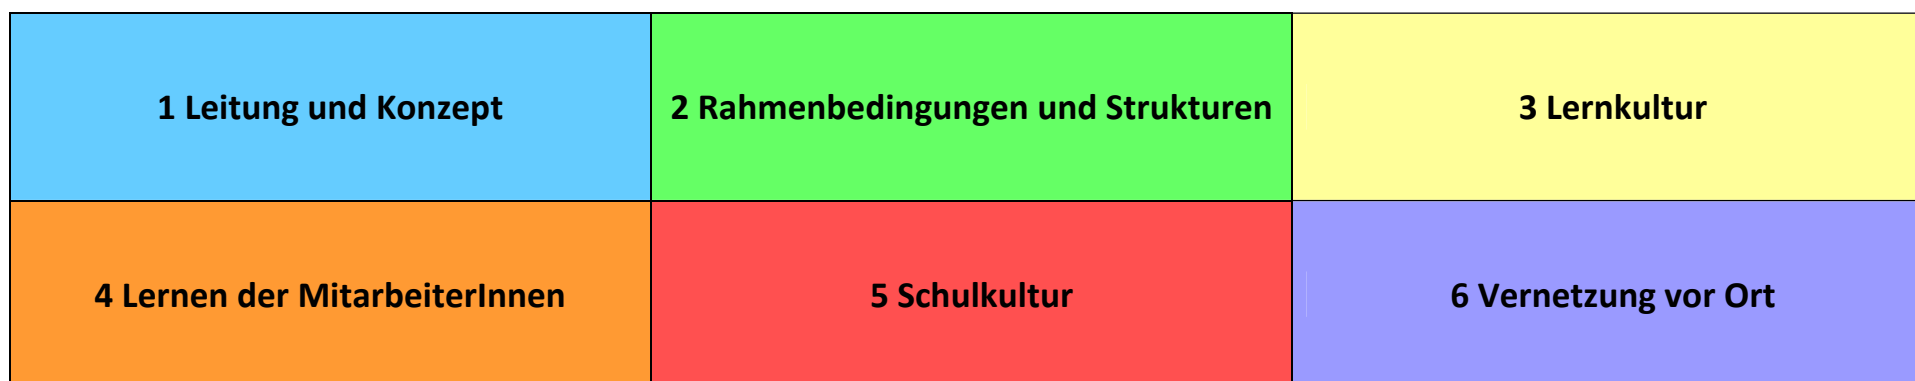 1 Leitung und Konzept
2 Rahmenbedingungen und Strukturen
3 Lernkultur
4 Lernen der MitarbeiterInnen
5 Schulkultur
6 Vernetzung vor Ort